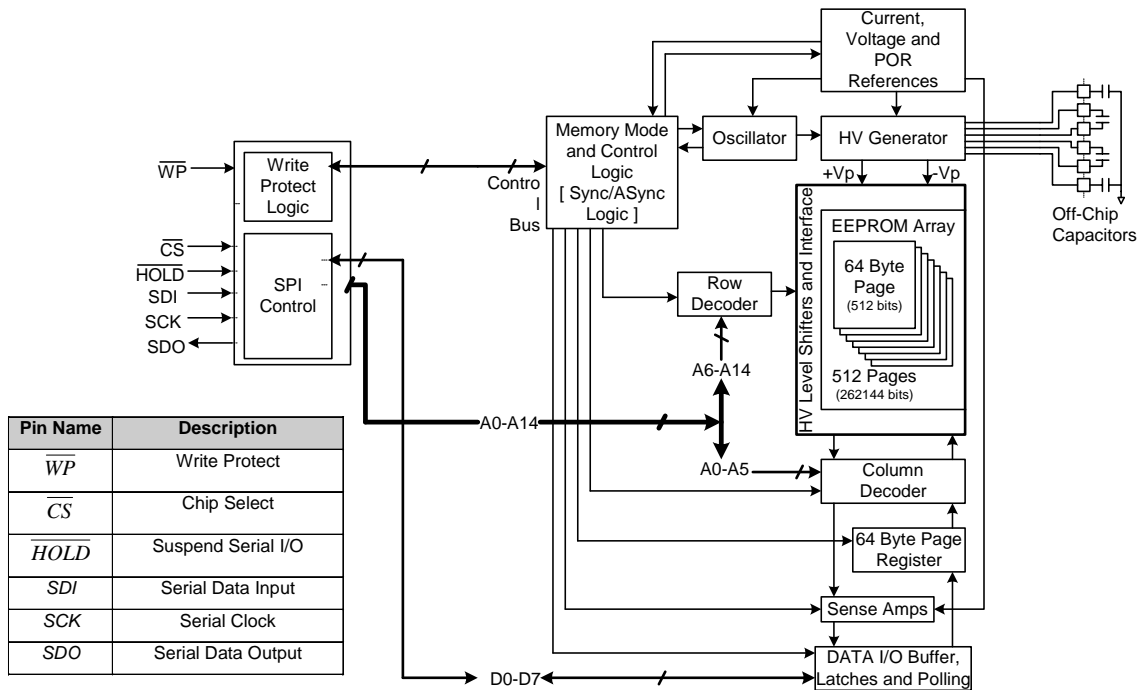 Current,
Voltage and
POR
References
Memory Mode
and Control
Logic
[ Sync/ASync
Logic ]
Oscillator
HV Generator
+Vp
-Vp
Off-Chip
Capacitors
WP
Write
Protect
Logic
Contro
l
Bus
CS
HOLD
SDI
SCK
SDO
SPI
Control
HV Level Shifters and Interface
EEPROM Array
64 Byte
Page
(512 bits)
512 Pages
(262144 bits)
Row
Decoder
A6-A14
A0-A14
A0-A5
Column
Decoder
64 Byte Page
Register
Sense Amps
DATA I/O Buffer,
Latches and Polling
D0-D7
Pin Name Description
WP Write Protect
CS Chip Select
HOLD Suspend Serial I/O
SDI Serial Data Input
SCK Serial Clock
SDO Serial Data Output